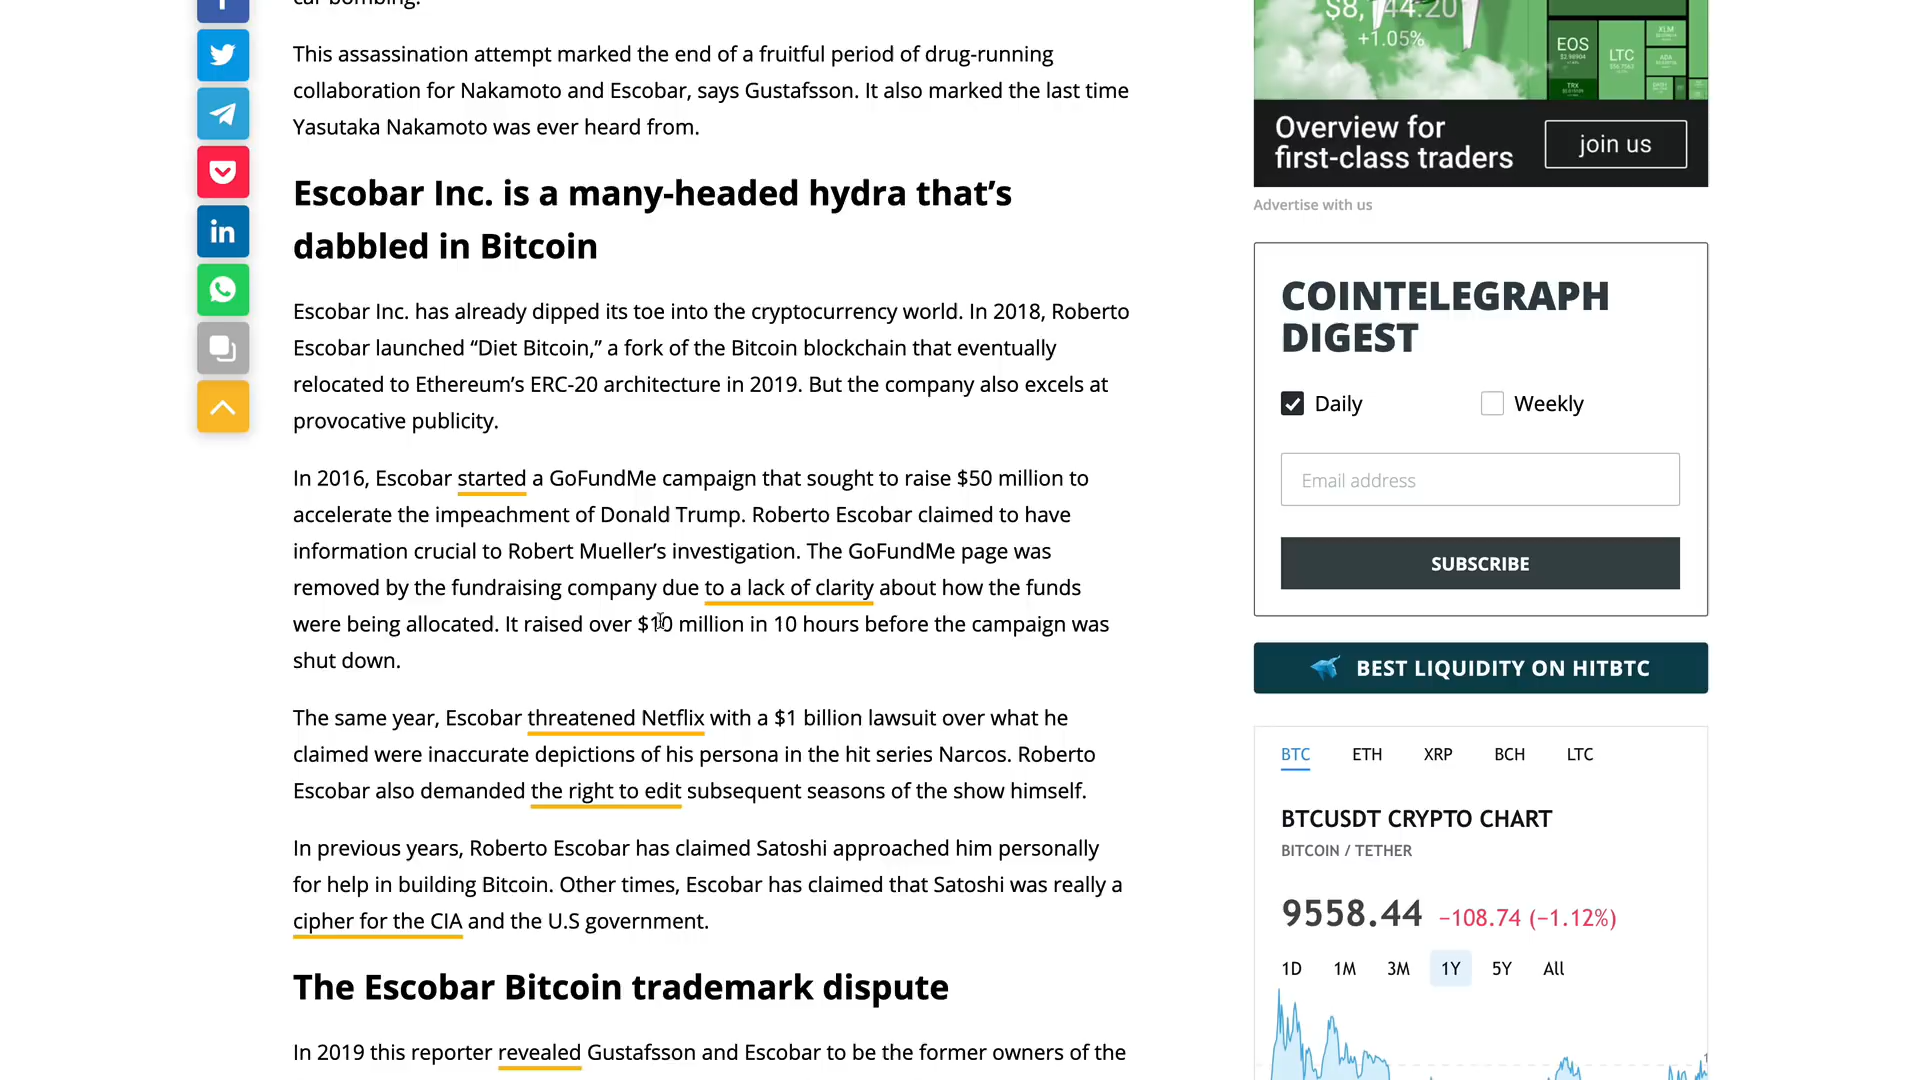 This assassination attempt marked the end of a fruitful period of drug-running
collaboration for Nakamoto and Escobar, says Gustafsson. It also marked the last time
Yasutaka Nakamoto was ever heard from.
Escobar Inc. is a many-headed hydra that’s
dabbled in Bitcoin
Escobar Inc. has already dipped its toe into the cryptocurrency world. In 2018, Roberto
Escobar launched “Diet Bitcoin,” a fork of the Bitcoin blockchain that eventually
relocated to Ethereum’s ERC-20 architecture in 2019. But the company also excels at
provocative publicity.
In 2016, Escobar started a GoFundMe campaign that sought to raise $50 million to
accelerate the impeachment of Donald Trump. Roberto Escobar claimed to have
information crucial to Robert Mueller’s investigation. The GoFundMe page was
removed by the fundraising company due to a lack of clarity about how the funds
were being allocated. It raised over $10 million in 10 hours before the campaign was
shut down.
The same year, Escobar threatened Netflix with a $1 billion lawsuit over what he
claimed were inaccurate depictions of his persona in the hit series Narcos. Roberto
Escobar also demanded the right to edit subsequent seasons of the show himself.
In previous years, Roberto Escobar has claimed Satoshi approached him personally
for help in building Bitcoin. Other times, Escobar has claimed that Satoshi was really a
cipher for the CIA and the U.S government.
The Escobar Bitcoin trademark dispute
In 2019 this reporter revealed Gustafsson and Escobar to be the former owners of the
+1.05%
EOS
LTC
XLM
ADA
TRX
Overview for
first-class traders
join us
Advertise with us
COINTELEGRAPH
DIGEST
Daily
Weekly
Email address
SUBSCRIBE
BEST LIQUIDITY ON HITBTC
BTC
ETH
XRP
BCH
LTC
BTCUSDT CRYPTO CHART
BITCOIN / TETHER
9558.44
−108.74 (−1.12%)
1D
1M
3M
1Y
5Y
All